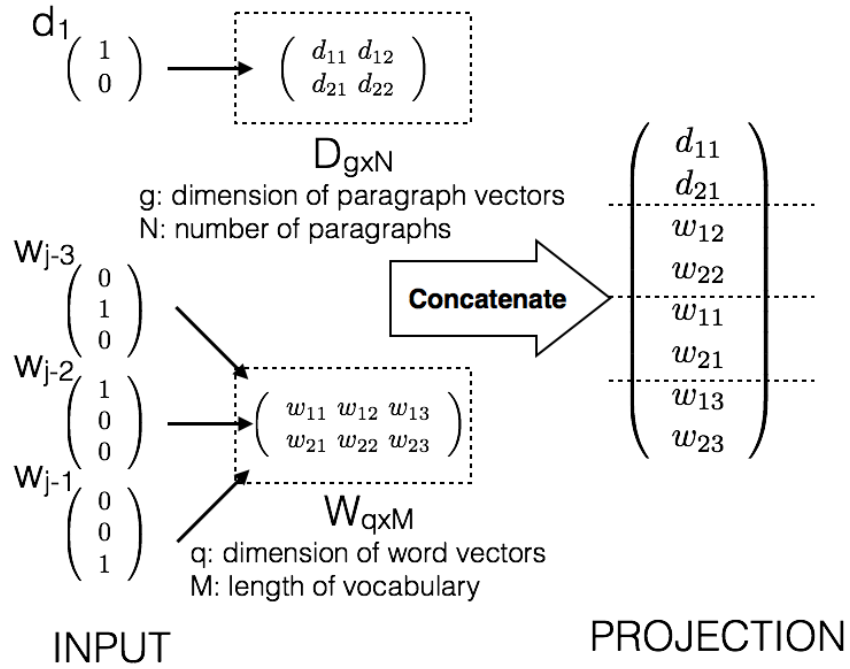 d1
1
0
d11 d12
d21 d22
DgxN
g: dimension of paragraph vectors
N: number of paragraphs
wj-3
0
1
0
wj-2
1
0
0
wj-1
0
0
1
w11 w12 w13
w21 w22 w23
WqxM
q: dimension of word vectors
M: length of vocabulary
Concatenate
d11
d21
w12
w22
w11
w21
w13
w23
INPUT
PROJECTION